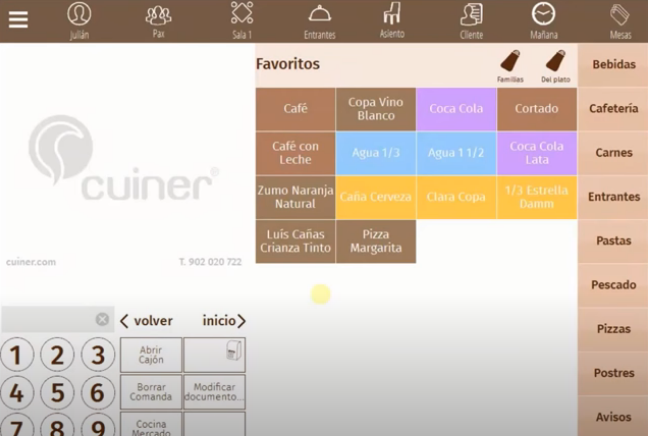 Julián
Pax
Sala 1
Entrantes
Asiento
Cliente
Mañana
Mesas
Favoritos
Familias
Del plato
Bebidas
Café
Copa Vino
Blanco
Coca Cola
Cortado
Cafetería
Café con
Leche
Agua 1/3
Agua 1 1/2
Coca Cola
Lata
Carnes
Zumo Naranja
Natural
Caña Cerveza
Clara Copa
1/3 Estrella
Damm
Entrantes
Luis Cañas
Crianza Tinto
Pizza
Margarita
Pastas
cuiner®
cuiner.com
T. 902 020 722
Pescado
Pizzas
Postres
Avisos
volver
inicio
1 2 3
4 5 6
7 8 9
Abrir
Cajón
Borrar
Comanda
Modificar
documento...
Cocina
Mercado